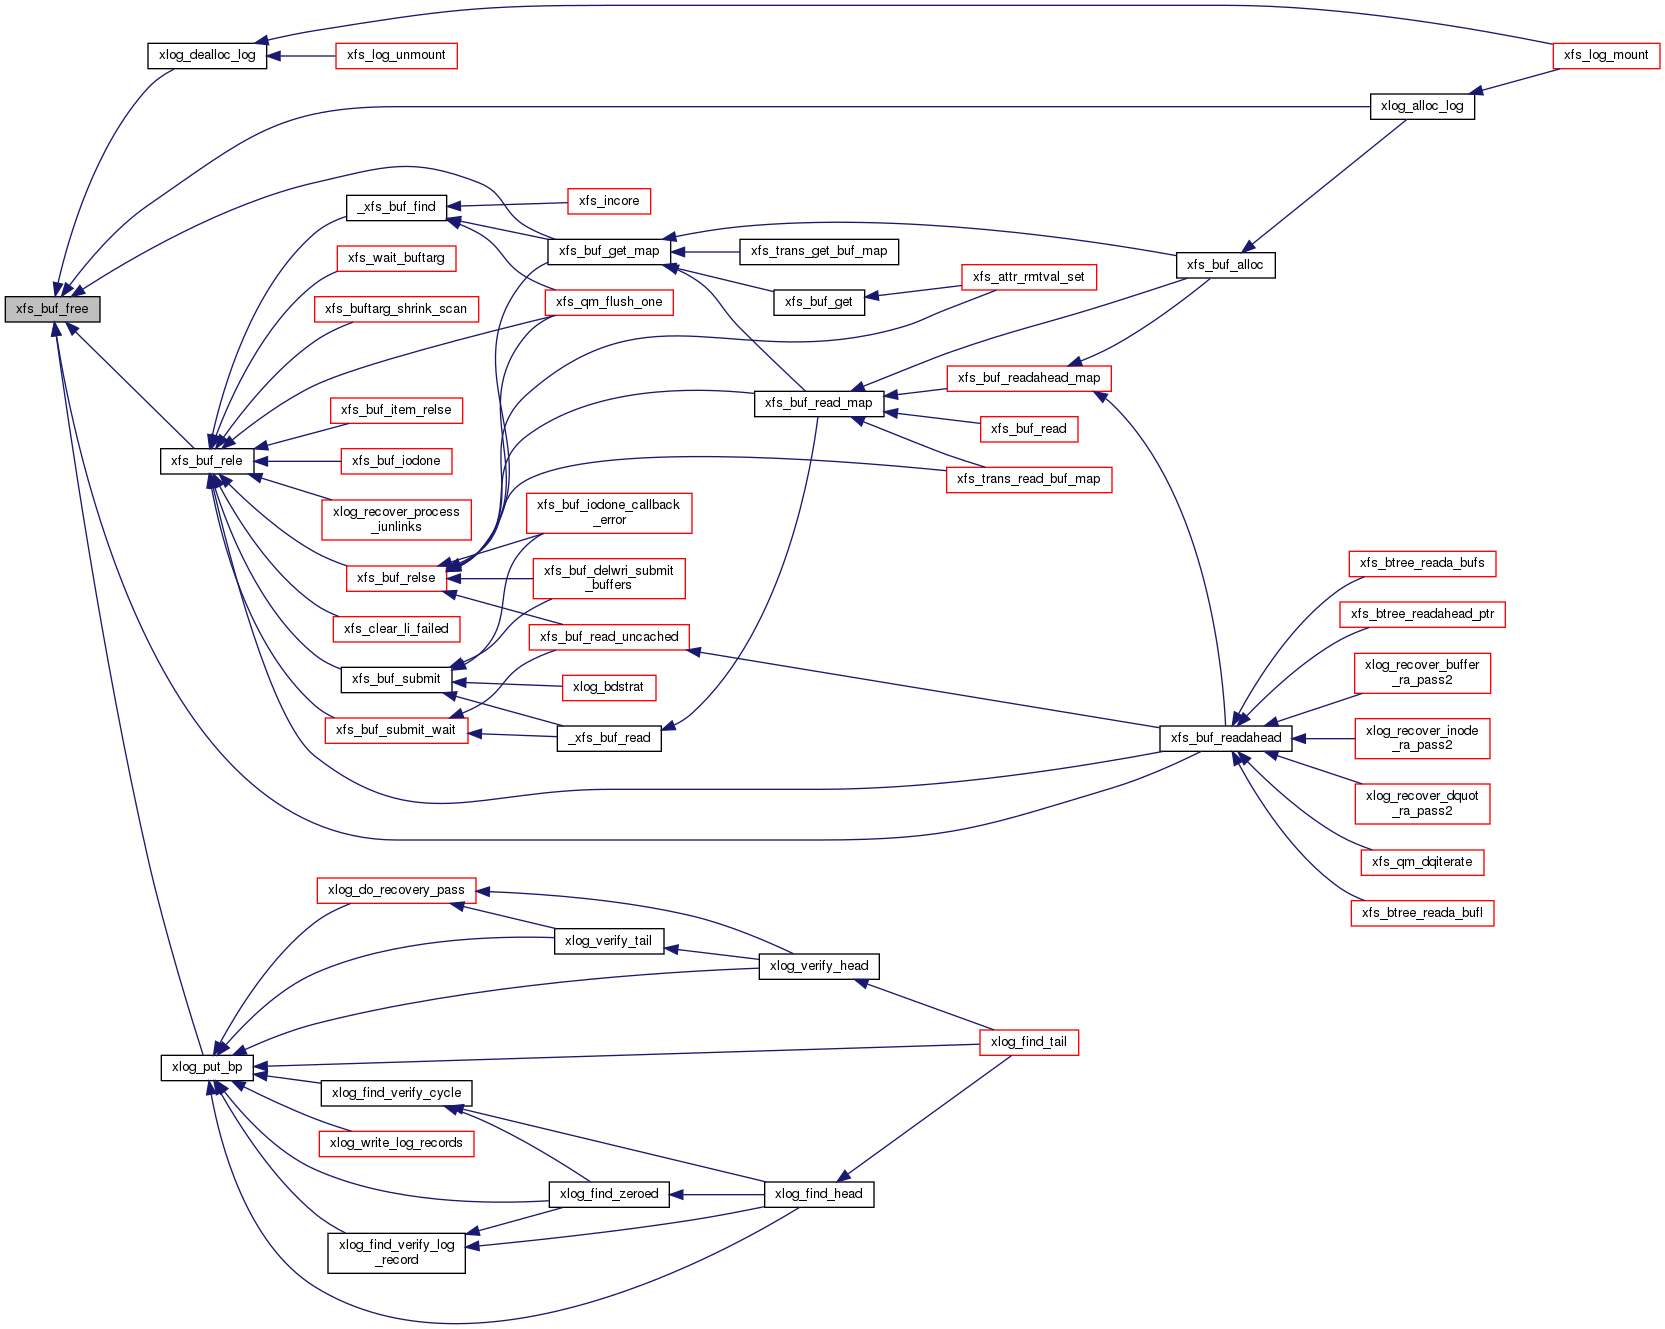 xlog_dealloc_log
xfs_log_unmount
xfs_log_mount
xlog_alloc_log
_xfs_buf_find
xfs_incore
xfs_buf_get_map
xfs_trans_get_buf_map
xfs_wait_buftarg
xfs_buf_alloc
xfs_attr_rmtval_set
xfs_buf_free
xfs_buftarg_shrink_scan
xfs_qm_flush_one
xfs_buf_get
xfs_buf_readahead_map
xfs_buf_read_map
xfs_buf_item_relse
xfs_buf_read
xfs_buf_rele
xfs_buf_iodone
xfs_trans_read_buf_map
xlog_recover_process
_iunlinks
xfs_buf_iodone_callback
_error
xfs_buf_relse
xfs_buf_delwri_submit
_buffers
xfs_btree_reada_bufs
xfs_clear_li_failed
xfs_buf_read_uncached
xfs_btree_readahead_ptr
xfs_buf_submit
xlog_bdstrat
xlog_recover_buffer
_ra_pass2
xfs_buf_submit_wait
_xfs_buf_read
xfs_buf_readahead
xlog_recover_inode
_ra_pass2
xlog_recover_dquot
_ra_pass2
xfs_qm_dqiterate
xfs_btree_reada_bufl
xlog_do_recovery_pass
xlog_verify_tail
xlog_verify_head
xlog_find_tail
xlog_put_bp
xlog_find_verify_cycle
xlog_write_log_records
xlog_find_zeroed
xlog_find_head
xlog_find_verify_log
_record